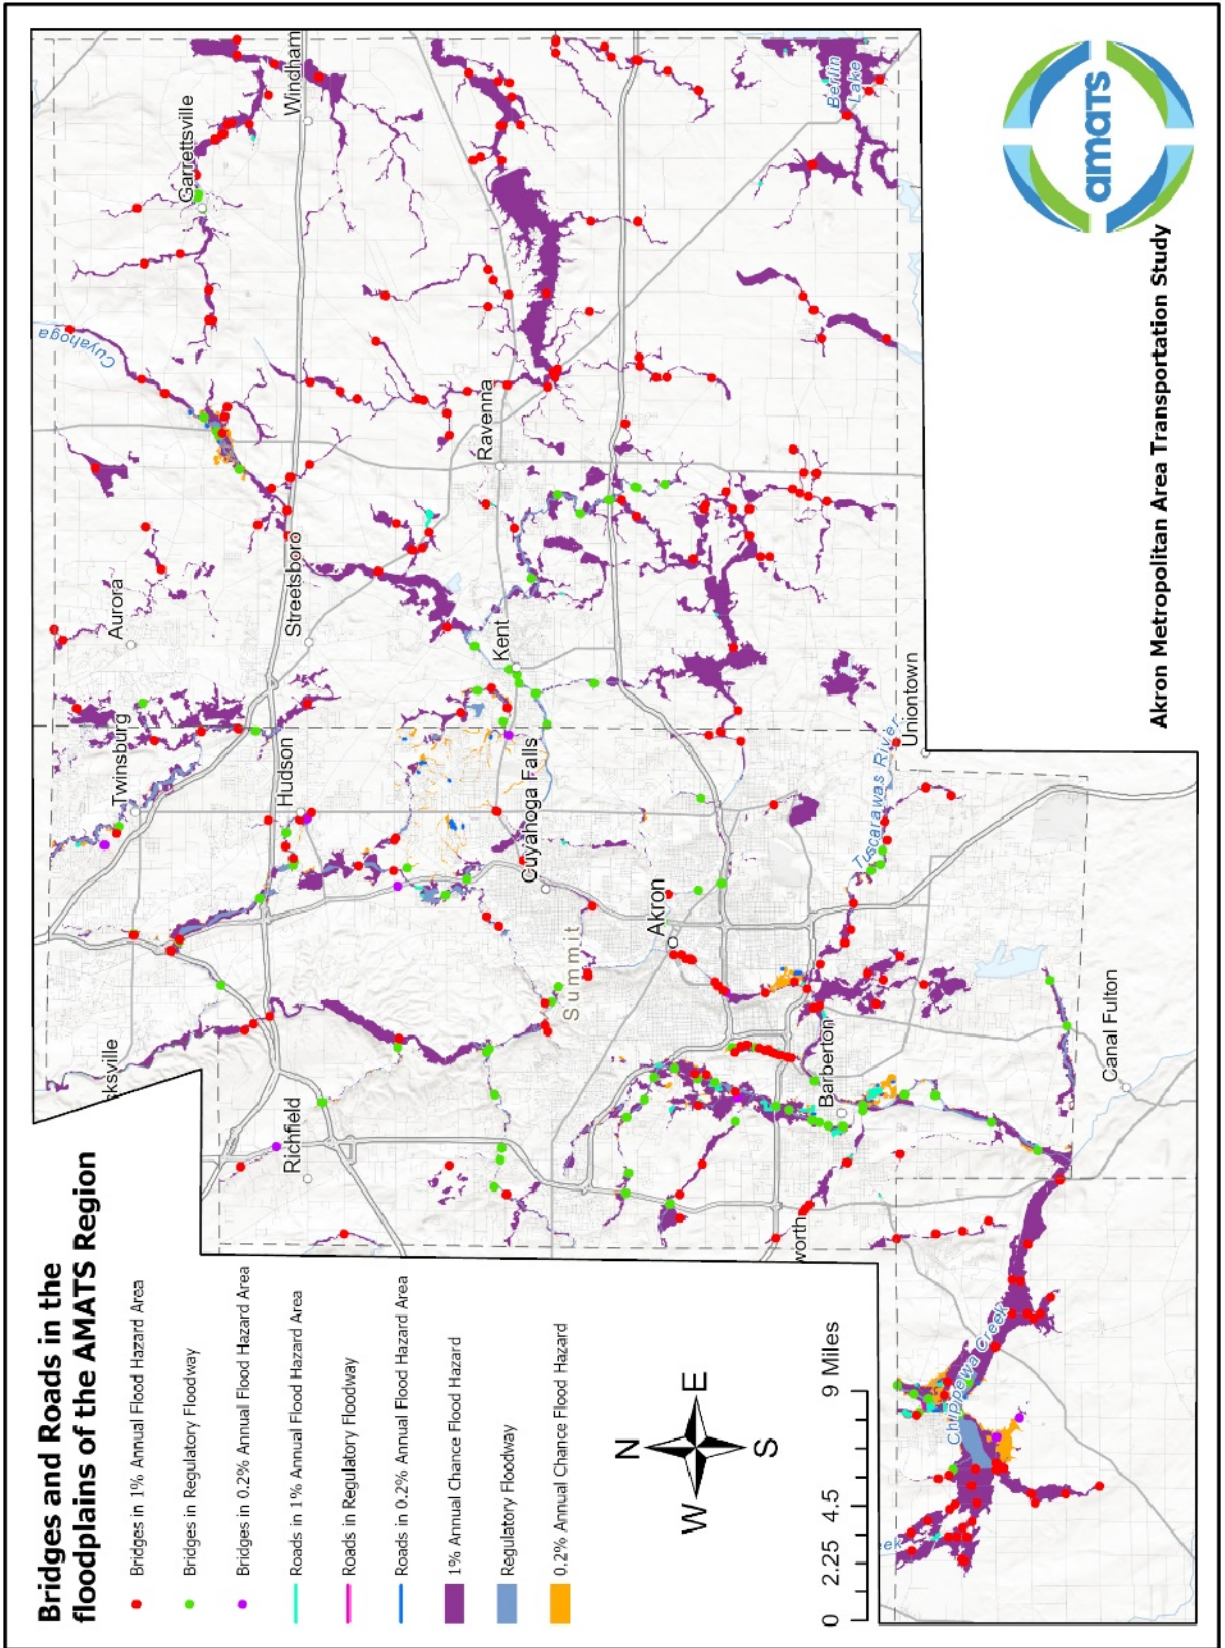 Bridges and Roads in the
floodplains of the AMATS Region
Bridges in 1% Annual Flood Hazard Area
Bridges in Regulatory Floodway
Bridges in 0.2% Annual Flood Hazard Area
Roads in 1% Annual Flood Hazard Area
Roads in Regulatory Floodway
Roads in 0.2% Annual Flood Hazard Area
1% Annual Chance Flood Hazard
Regulatory Floodway
0.2% Annual Chance Flood Hazard
N
W
E
S
0 2.25 4.5 9 Miles
ksville
Richfield
Twinsburg
Aurora
Hudson
Streetsboro
Cuyahoga
Garrettsville
Windham
Summit
Cuyahoga Falls
Kent
Ravenna
Akron
Barberton
worth
Tuscarawas River
Uniontown
Berlin
Lake
Canal Fulton
Chippewa Creek
eek
amats
Akron Metropolitan Area Transportation Study